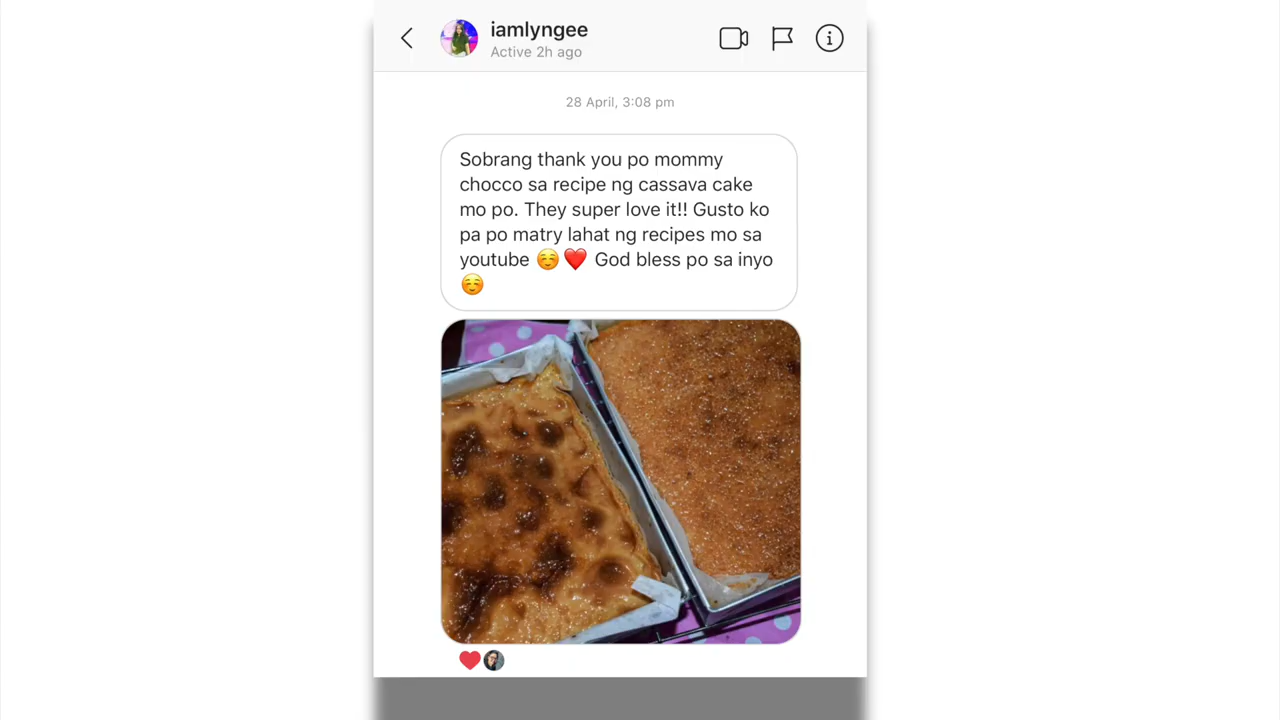 iamlyngee
Active 2h ago
28 April, 3:08 pm
Sobrang thank you po mommy
chocco sa recipe ng cassava cake
mo po. They super love it!! Gusto ko
pa po matry lahat ng recipes mo sa
youtube ☺️❤️ God bless po sa inyo
☺️